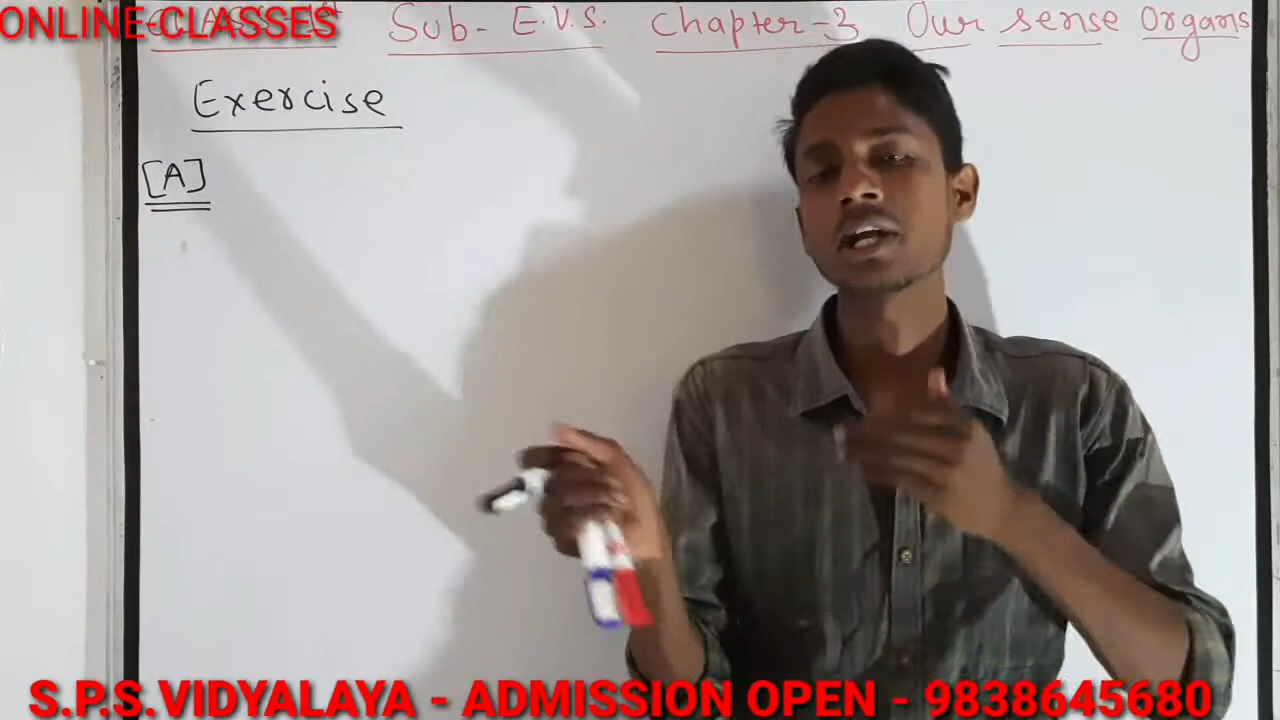 ONLINE CLASSES
Sub- E.V.S. Chapter-3 Our sense Organs
Exercise
[A]
S.P.S.VIDYALAYA - ADMISSION OPEN - 9838645680